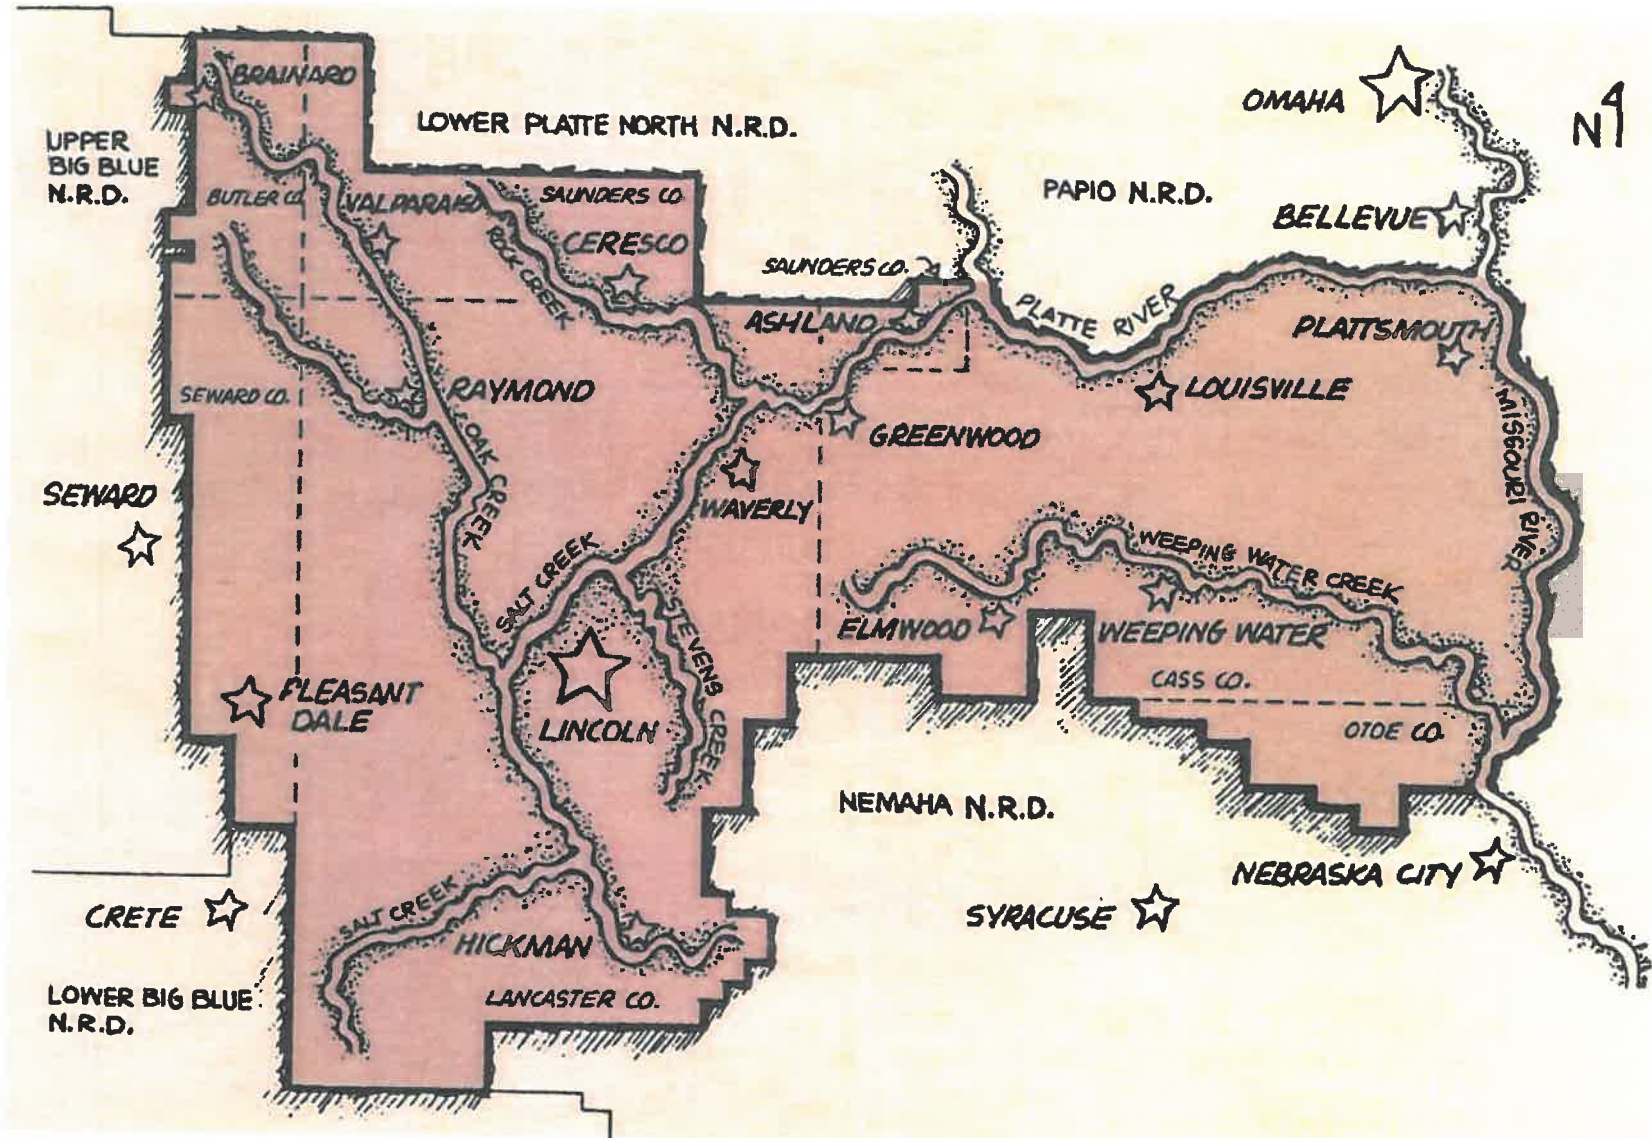 BRAINARD
OMAHA
LOWER PLATTE NORTH N.R.D.
N
UPPER
BIG BLUE
N.R.D.
PAPIO N.R.D.
BUTLER CO.
VALPARAISO
SAUNDERS CO.
BELLEVUE
ROCK CREEK
CERESCO
SAUNDERS CO.
ASHLAND
PLATTE RIVER
PLATTSMOUTH
SEWARD CO.
RAYMOND
LOUISVILLE
MISSOURI RIVER
OAK CREEK
GREENWOOD
SEWARD
WAVERLY
SALT CREEK
WEEPING WATER CREEK
STEVENS CREEK
ELMWOOD
WEEPING WATER
PLEASANT
DALE
LINCOLN
CASS CO.
OTOE CO.
NEMAHA N.R.D.
NEBRASKA CITY
CRETE
SALT CREEK
SYRACUSE
HICKMAN
LOWER BIG BLUE
N.R.D.
LANCASTER CO.